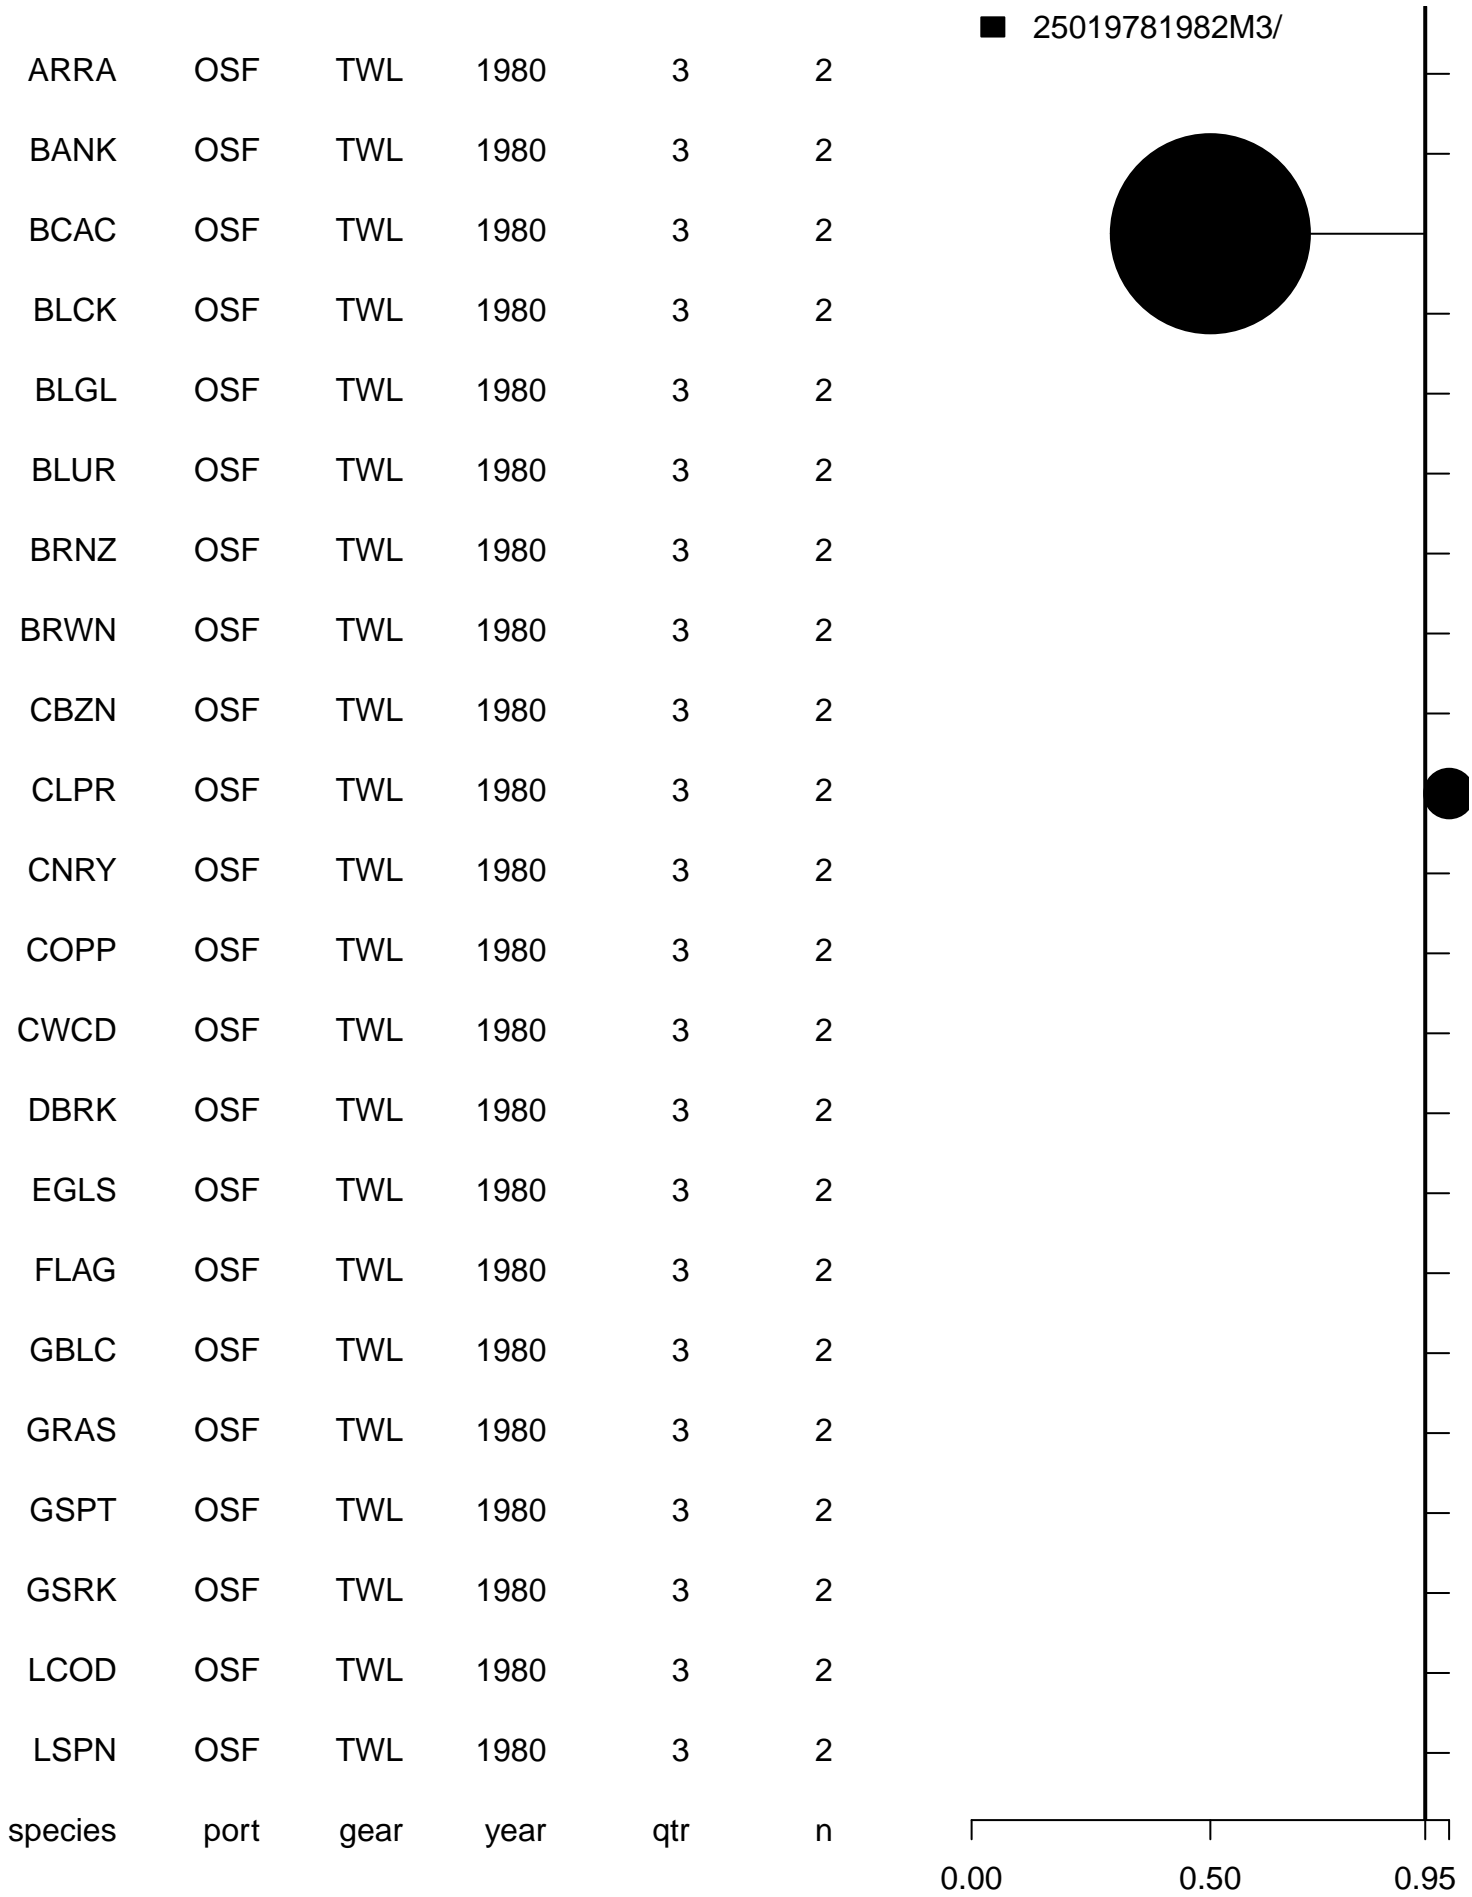 25019781982M3/
ARRA OSF TWL 1980 3 2
BANK OSF TWL 1980 3 2
BCAC OSF TWL 1980 3 2
BLCK OSF TWL 1980 3 2
BLGL OSF TWL 1980 3 2
BLUR OSF TWL 1980 3 2
BRNZ OSF TWL 1980 3 2
BRWN OSF TWL 1980 3 2
CBZN OSF TWL 1980 3 2
CLPR OSF TWL 1980 3 2
CNRY OSF TWL 1980 3 2
COPP OSF TWL 1980 3 2
CWCD OSF TWL 1980 3 2
DBRK OSF TWL 1980 3 2
EGLS OSF TWL 1980 3 2
FLAG OSF TWL 1980 3 2
GBLC OSF TWL 1980 3 2
GRAS OSF TWL 1980 3 2
GSPT OSF TWL 1980 3 2
GSRK OSF TWL 1980 3 2
LCOD OSF TWL 1980 3 2
LSPN OSF TWL 1980 3 2
species port gear year qtr n
0.00 0.50 0.95